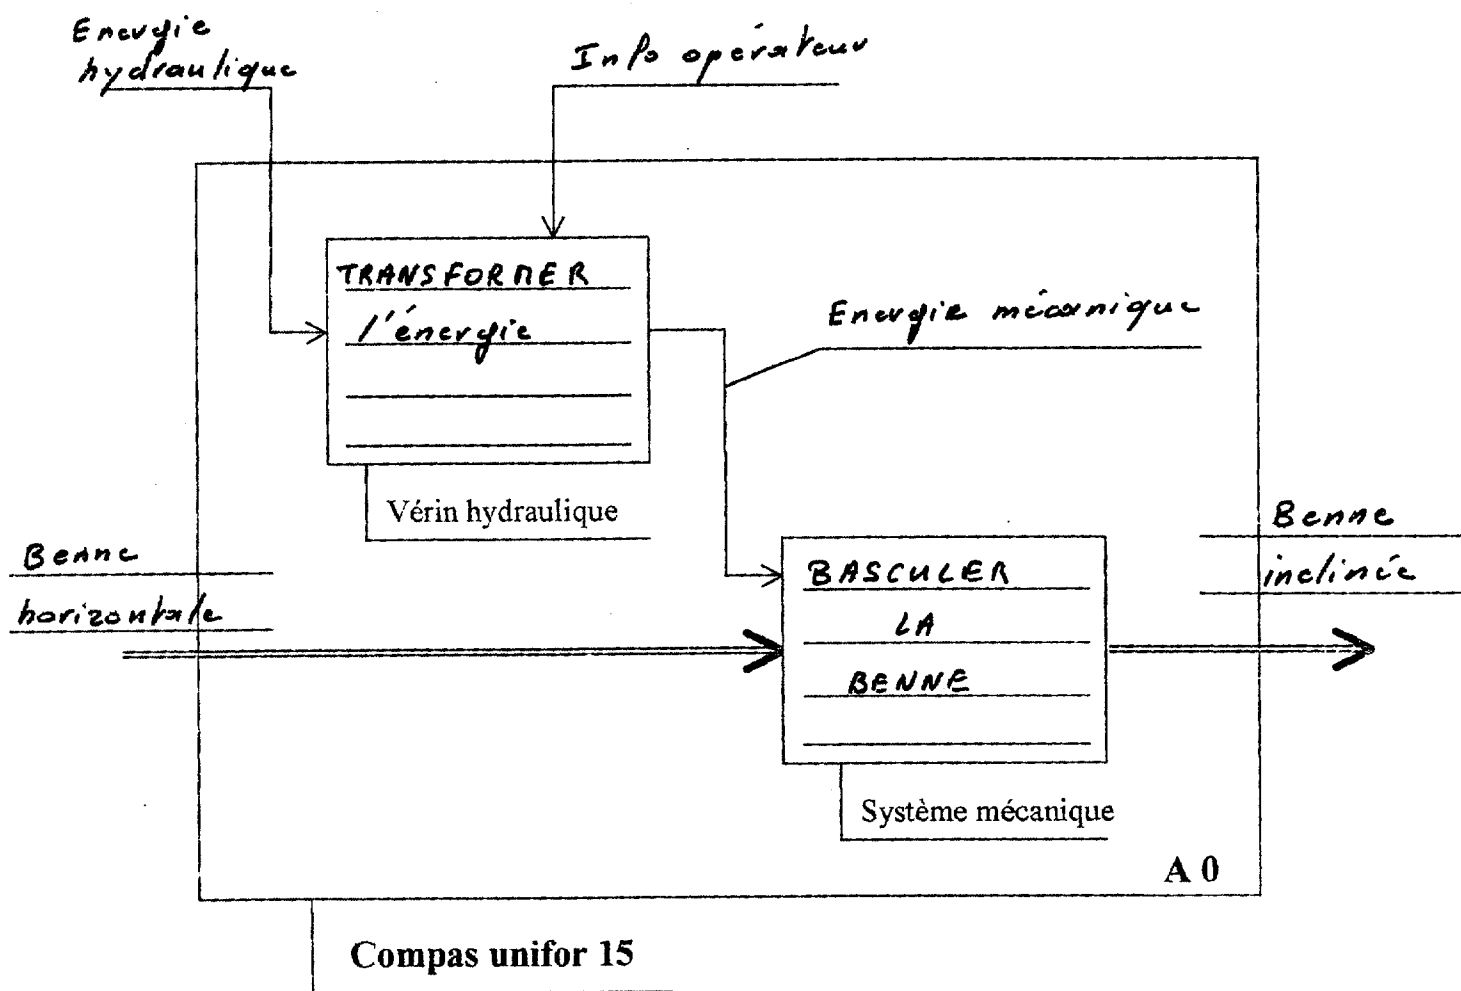 Energie
hydraulique
Info opérateur
TRANSFORMER
l'énergie
Energie mécanique
Vérin hydraulique
Benne
horizontale
BASCULER
LA
BENNE
Benne
inclinée
Système mécanique
A 0
Compas unifor 15